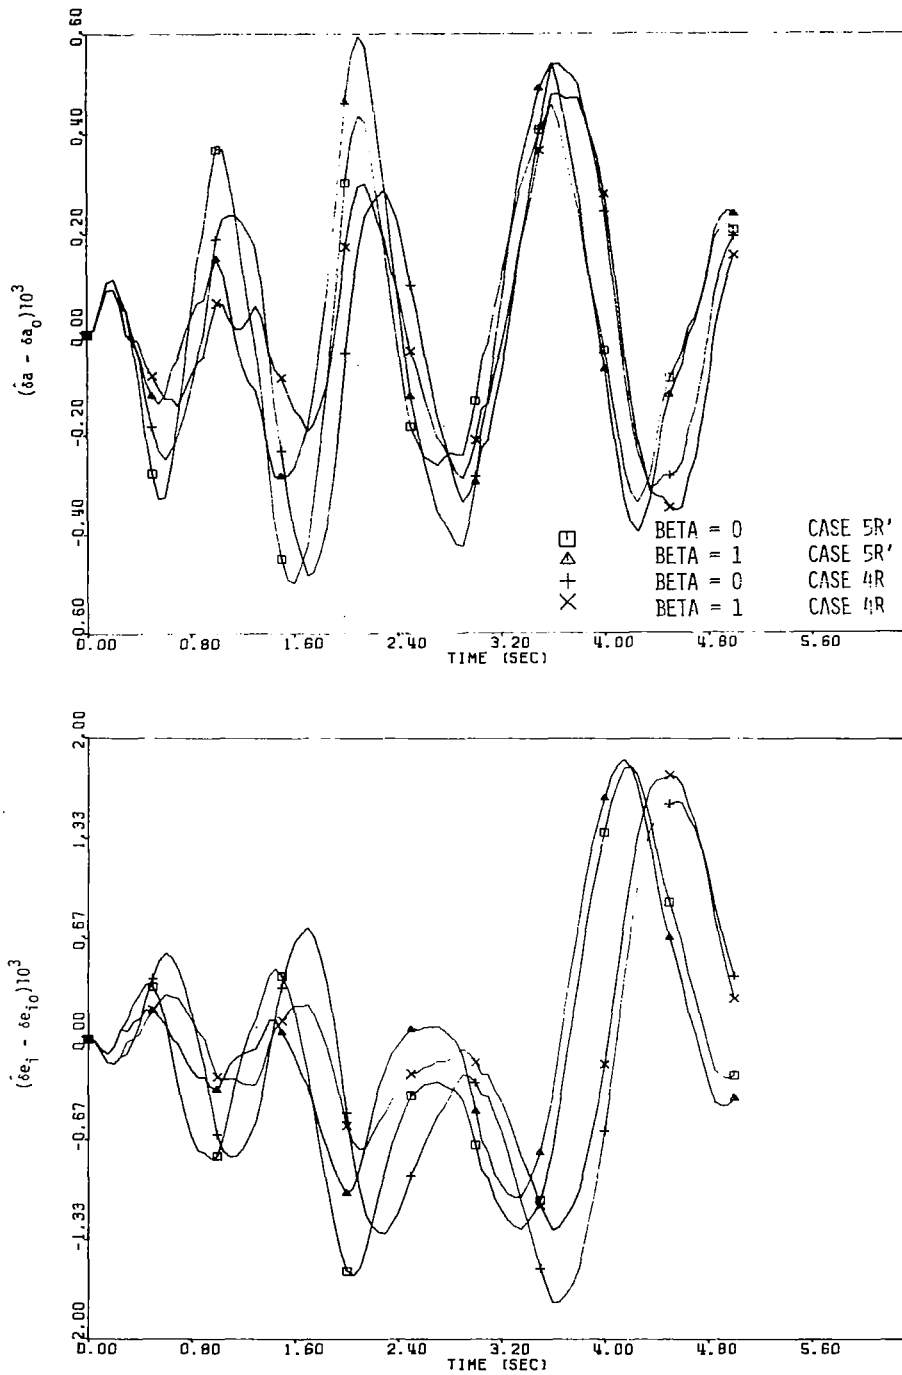 0.60
0.40
0.20
0.00
-0.20
-0.40
-0.60
(δ̂a - δa₀)10³
□ BETA = 0 CASE 5R'
△ BETA = 1 CASE 5R'
+ BETA = 0 CASE 4R
× BETA = 1 CASE 4R
0.00 0.80 1.60 2.40 3.20 4.00 4.80 5.60
TIME (SEC)
2.00
1.33
0.67
0.00
-0.67
-1.33
-2.00
(δ̂eᵢ - δeᵢ₀)10³
0.00 0.80 1.60 2.40 3.20 4.00 4.80 5.60
TIME (SEC)